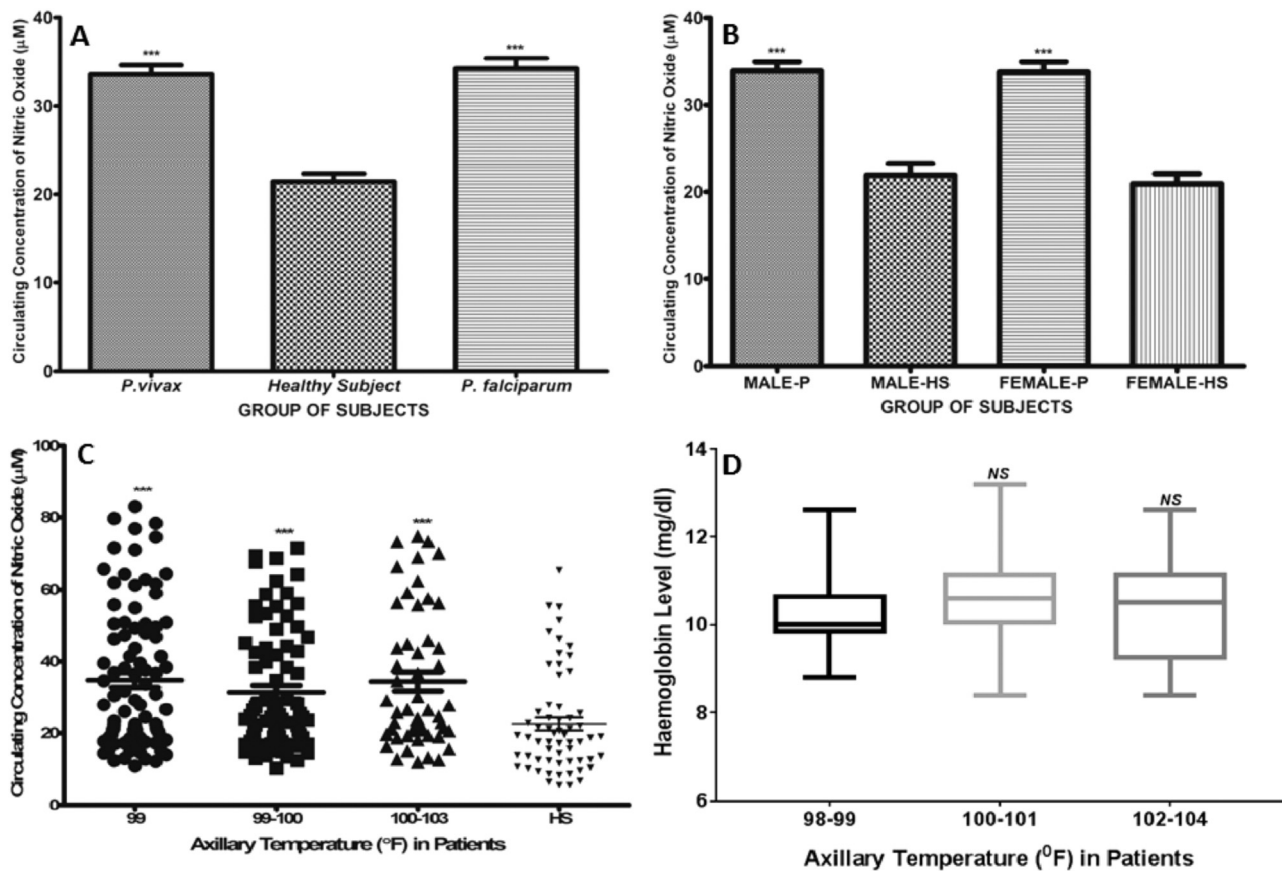 A
Circulating Concentration of Nitric Oxide (µM)
40
30
20
10
0
***
***
P.vivax
Healthy Subject
P. falciparum
GROUP OF SUBJECTS
B
Circulating Concentration of Nitric Oxide (µM)
40
30
20
10
0
***
***
MALE-P
MALE-HS
FEMALE-P
FEMALE-HS
GROUP OF SUBJECTS
C
Circulating Concentration of Nitric Oxide (µM)
100
80
60
40
20
0
***
***
***
99
99-100
100-103
HS
Axillary Temperature (°F) in Patients
D
Haemoglobin Level (mg/dl)
14
12
10
8
6
NS
NS
98-99
100-101
102-104
Axillary Temperature (⁰F) in Patients